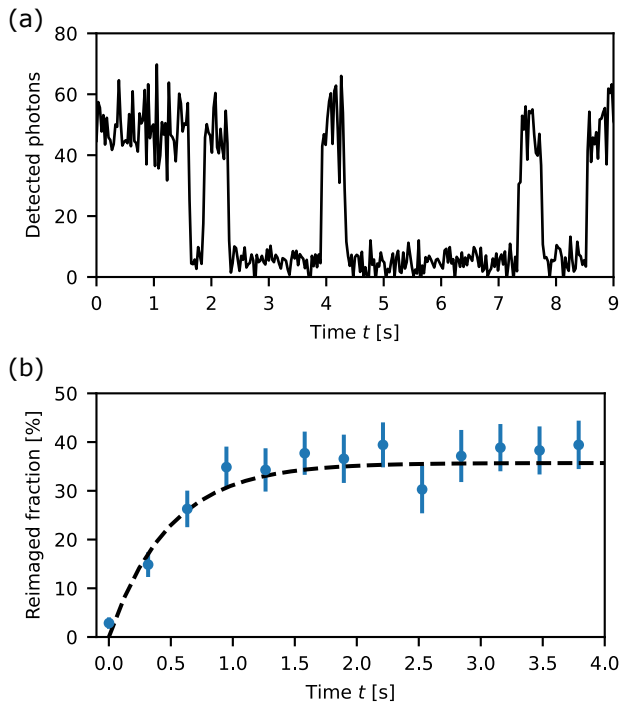 (a)
Detected photons
80
60
40
20
0
0 1 2 3 4 5 6 7 8 9
Time t [s]
(b)
Reimaged fraction [%]
50
40
30
20
10
0
0.0 0.5 1.0 1.5 2.0 2.5 3.0 3.5 4.0
Time t [s]